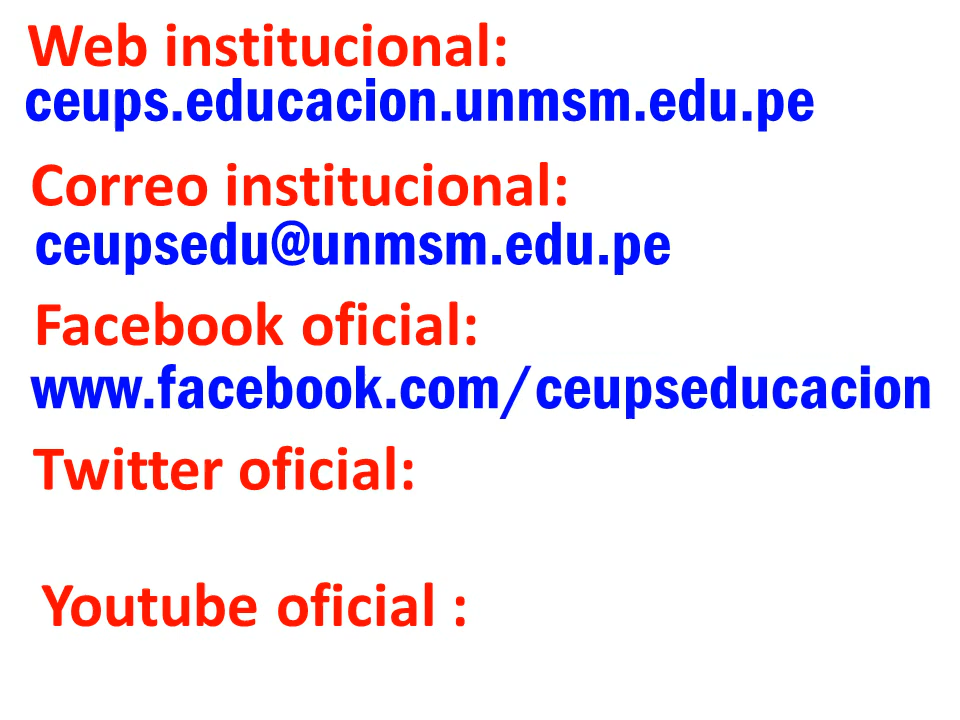 Web institucional:
ceups.educacion.unmsm.edu.pe
Correo institucional:
ceupsedu@unmsm.edu.pe
Facebook oficial:
www.facebook.com/ceupseducacion
Twitter oficial:
Youtube oficial :